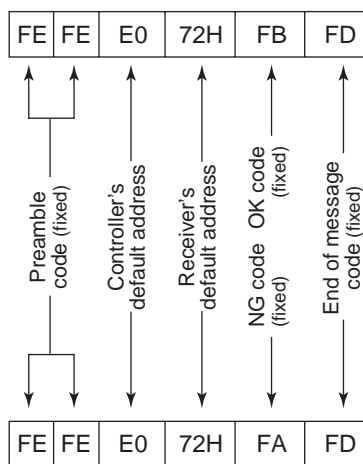 FE FE E0 72H FB FD
Preamble
code (fixed)
Controller's
default address
Receiver's
default address
OK code
(fixed)
NG code
(fixed)
End of message
code (fixed)
FE FE E0 72H FA FD